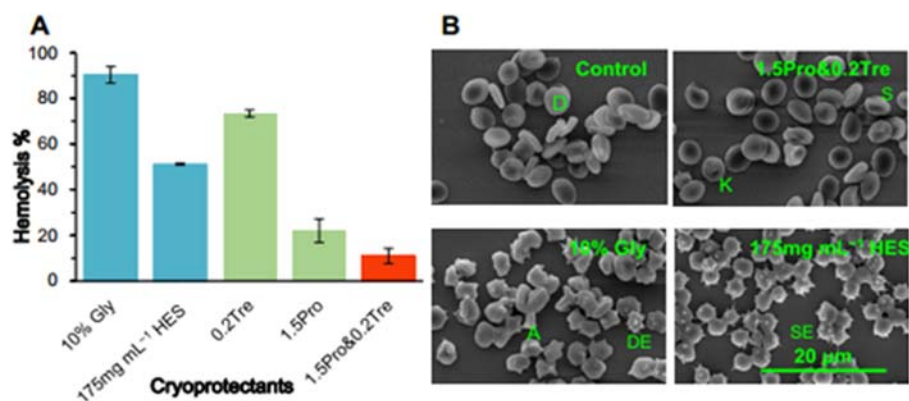 A
Hemolysis %
100
80
60
40
20
0
10% Gly
175mg mL⁻¹ HES
0.2Tre
1.5Pro
1.5Pro&0.2Tre
Cryoprotectants
B
Control
D
1.5Pro&0.2Tre
S
K
10% Gly
A
DE
175mg mL⁻¹ HES
SE
20 µm